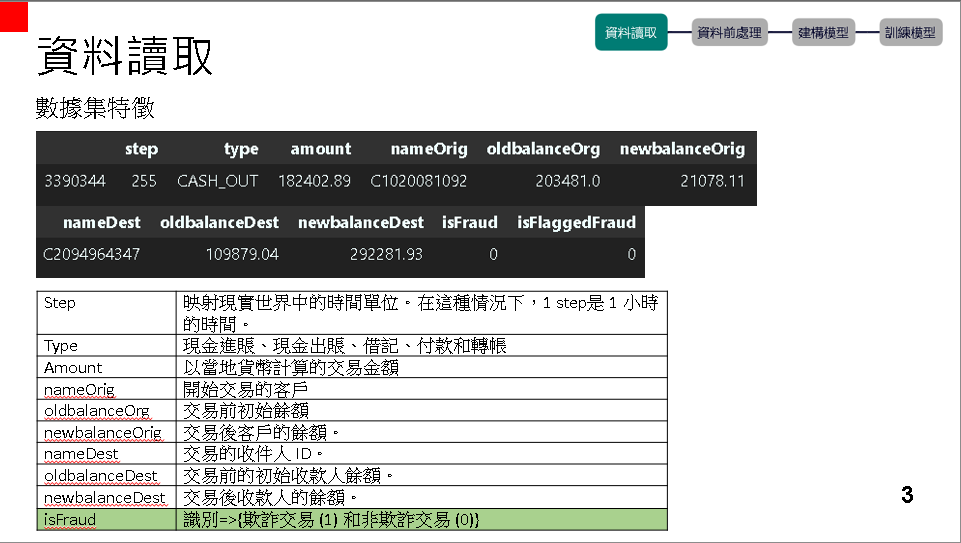 資料讀取
資料前處理
建構模型
訓練模型
資料讀取
數據集特徵
step type amount nameOrig oldbalanceOrg newbalanceOrig
3390344 255 CASH_OUT 182402.89 C1020081092 203481.0 21078.11
nameDest oldbalanceDest newbalanceDest isFraud isFlaggedFraud
C2094964347 109879.04 292281.93 0 0
Step 映射現實世界中的時間單位。在這種情況下，1 step是 1 小時
的時間。
Type 現金進賬、現金出賬、借記、付款和轉帳
Amount 以當地貨幣計算的交易金額
nameOrig 開始交易的客戶
oldbalanceOrg 交易前初始餘額
newbalanceOrig 交易後客戶的餘額。
nameDest 交易的收件人 ID。
oldbalanceDest 交易前的初始收款人餘額。
newbalanceDest 交易後收款人的餘額。
isFraud 識別=>{欺詐交易 (1) 和非欺詐交易 (0)}
3